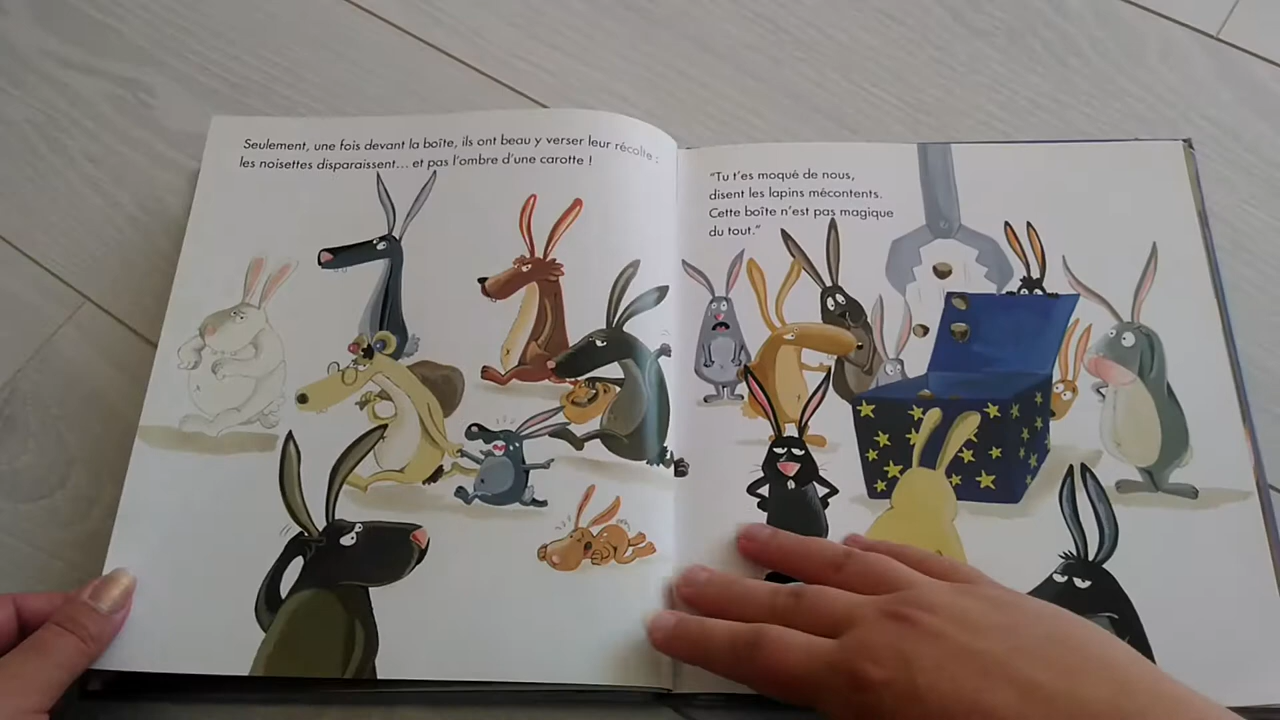 Seulement, une fois devant la boîte, ils ont beau y verser leur récolte :
les noisettes disparaissent... et pas l'ombre d'une carotte !
"Tu t'es moqué de nous,
disent les lapins mécontents.
Cette boîte n'est pas magique
du tout."